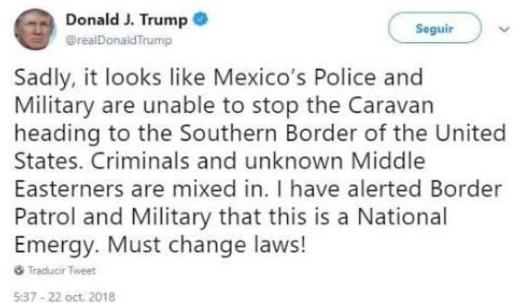 Donald J. Trump
@realDonaldTrump
Seguir
Sadly, it looks like Mexico's Police and
Military are unable to stop the Caravan
heading to the Southern Border of the United
States. Criminals and unknown Middle
Easterners are mixed in. I have alerted Border
Patrol and Military that this is a National
Emergy. Must change laws!
Traducir Tweet
5:37 - 22 oct. 2018